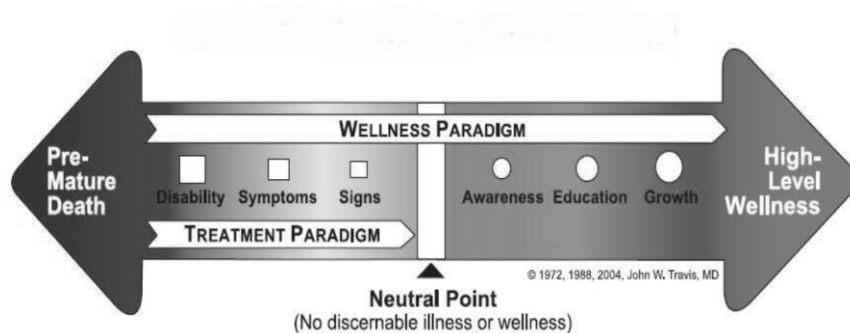 WELLNESS PARADIGM
Pre-
Mature
Death
Disability Symptoms Signs
Awareness Education Growth
High-
Level
Wellness
TREATMENT PARADIGM
© 1972, 1988, 2004, John W. Travis, MD
Neutral Point
(No discernable illness or wellness)